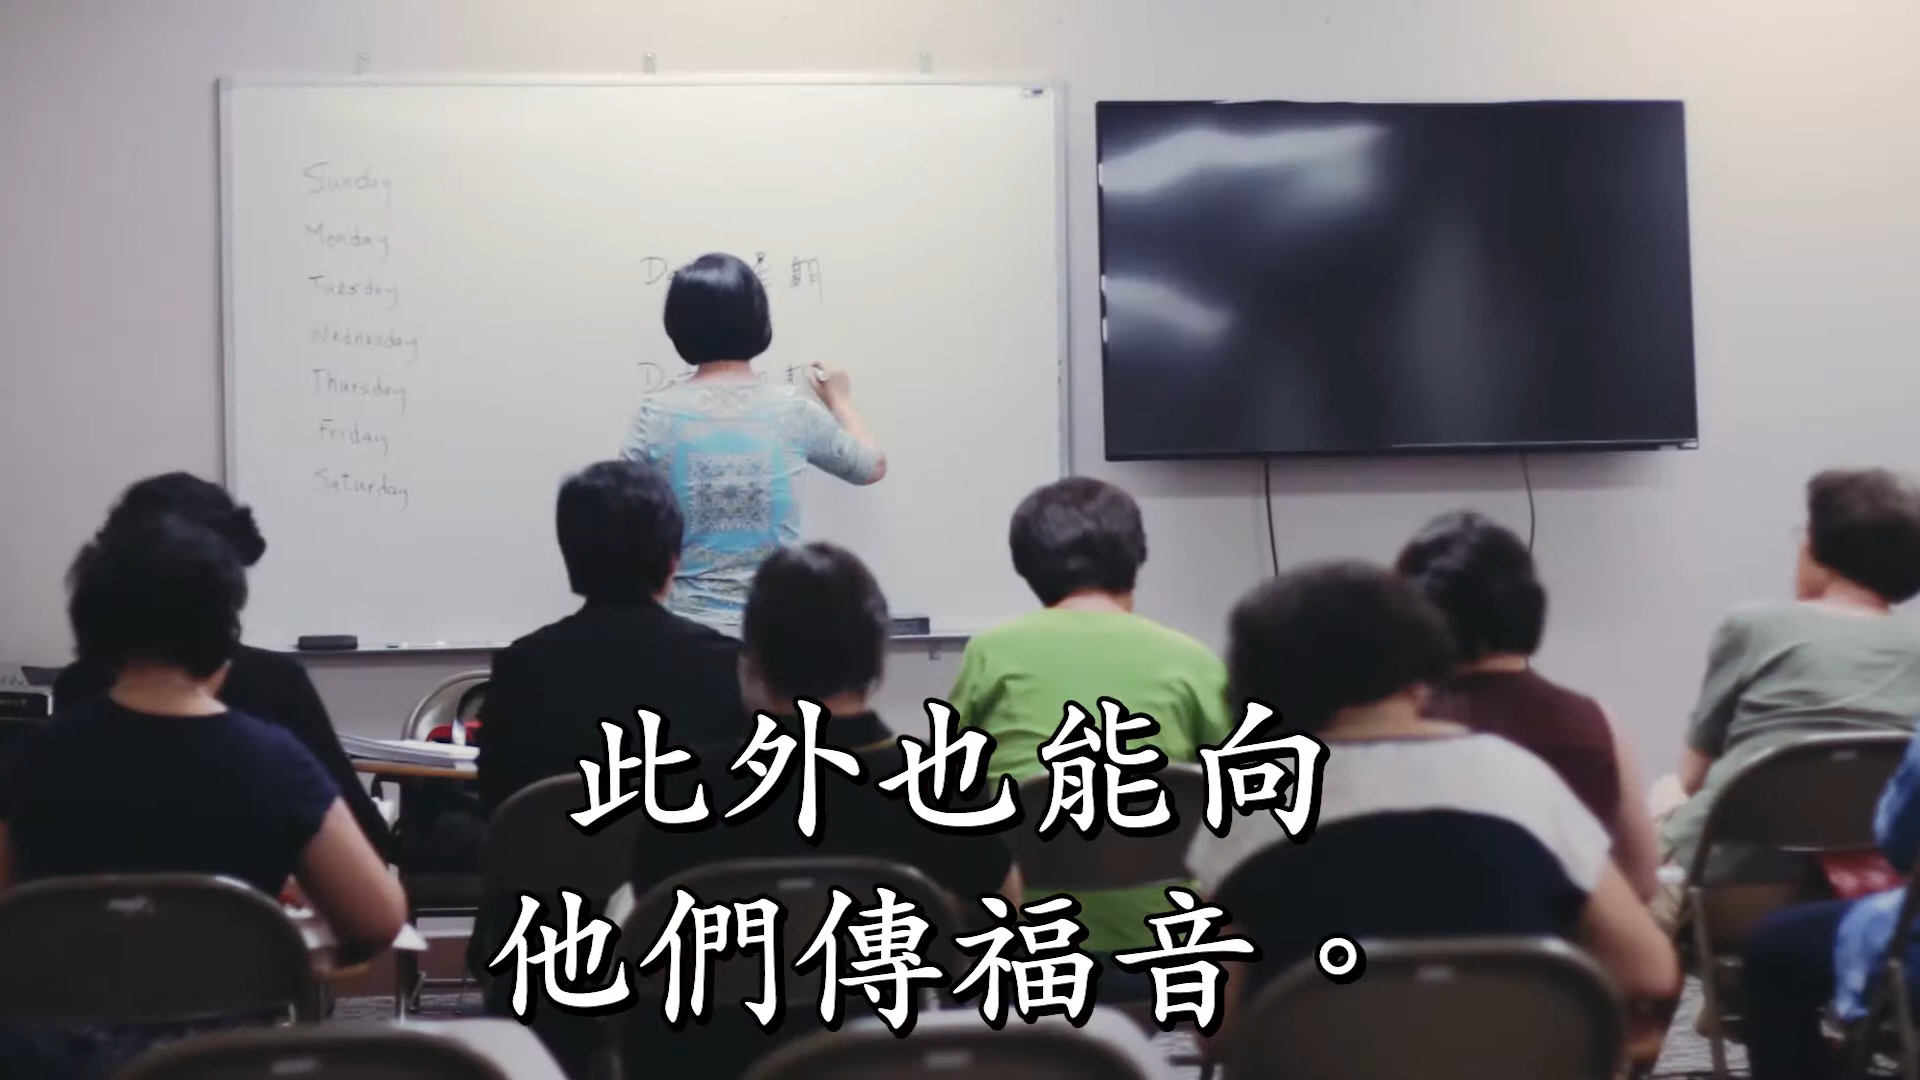 Sunday
Monday
Tuesday
Wednesday
Thursday
Friday
Saturday
此外也能向
他們傳福音。